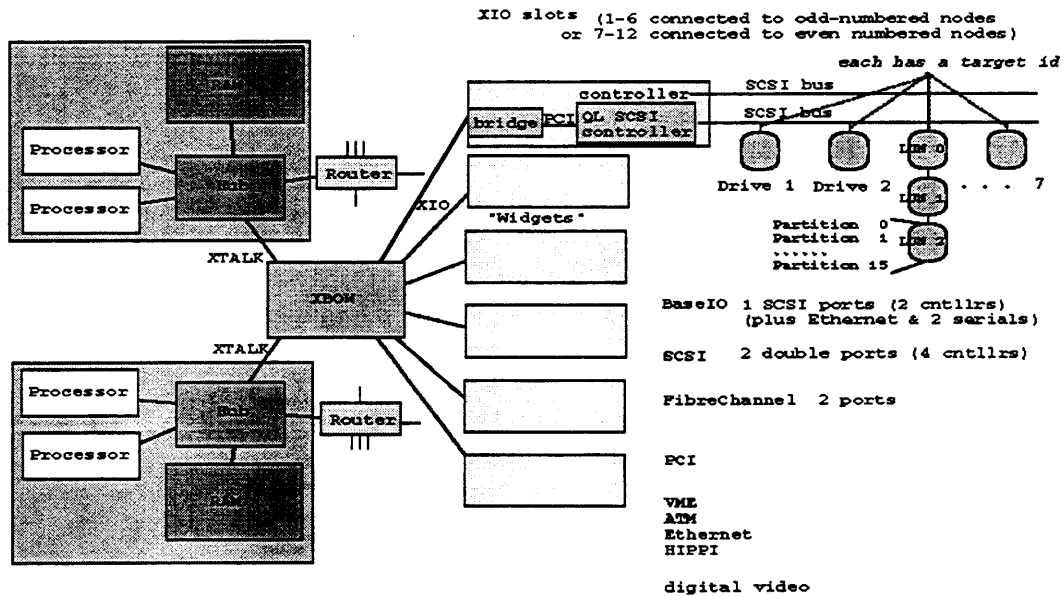 XIO slots (1-6 connected to odd-numbered nodes
or 7-12 connected to even numbered nodes)
each has a target id
RAM
Processor
Processor
Hub
Router
XTALK
XBOW
XTALK
XIO
controller
bridge
PCI
QL SCSI
controller
SCSI bus
SCSI bus
"Widgets"
Drive 1
Drive 2
LUN 0
. . . 7
LUN 1
LUN 2
Partition 0
Partition 1
......
Partition 15
Processor
Processor
Hub
Router
BaseIO 1 SCSI ports (2 cntllrs)
(plus Ethernet & 2 serials)
SCSI 2 double ports (4 cntllrs)
FibreChannel 2 ports
PCI
VME
ATM
Ethernet
HIPPI
digital video